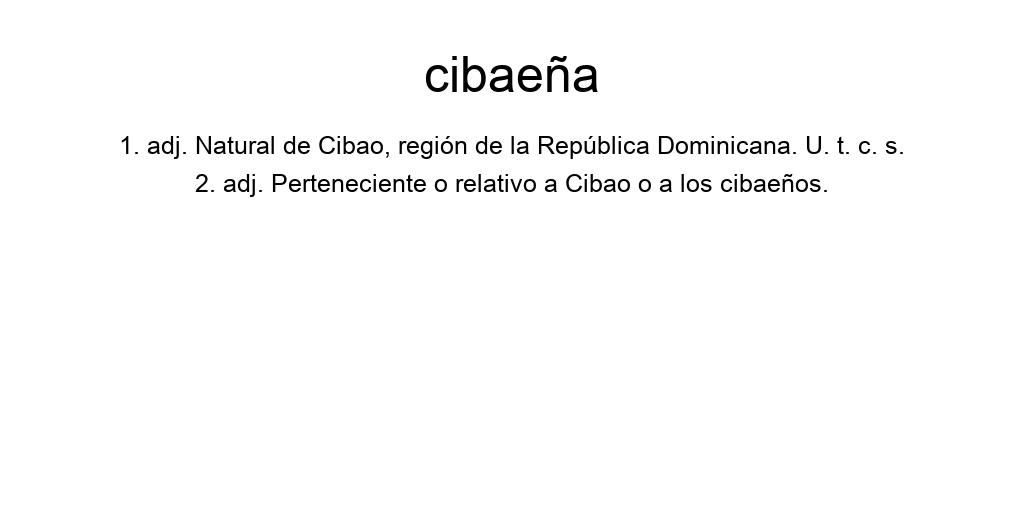 cibaeña
1. adj. Natural de Cibao, región de la República Dominicana. U. t. c. s.
2. adj. Perteneciente o relativo a Cibao o a los cibaeños.